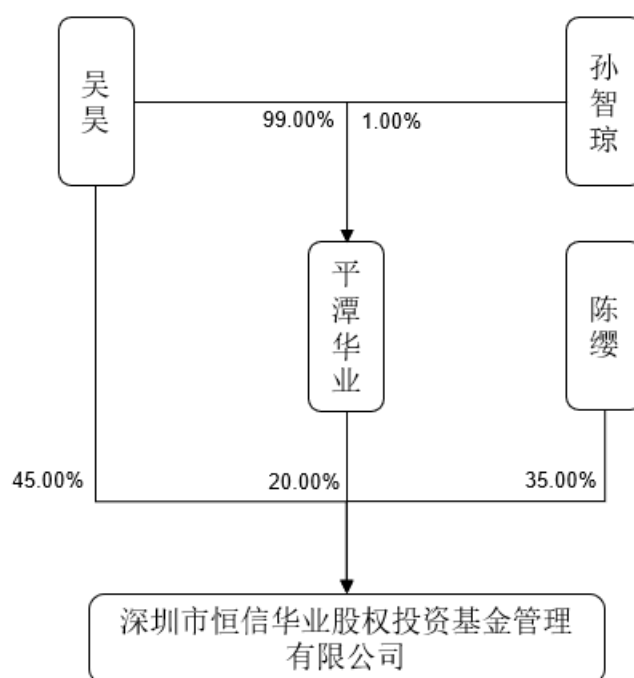 吴昊
孙智琼
99.00%
1.00%
平潭华业
陈缨
45.00%
20.00%
35.00%
深圳市恒信华业股权投资基金管理
有限公司